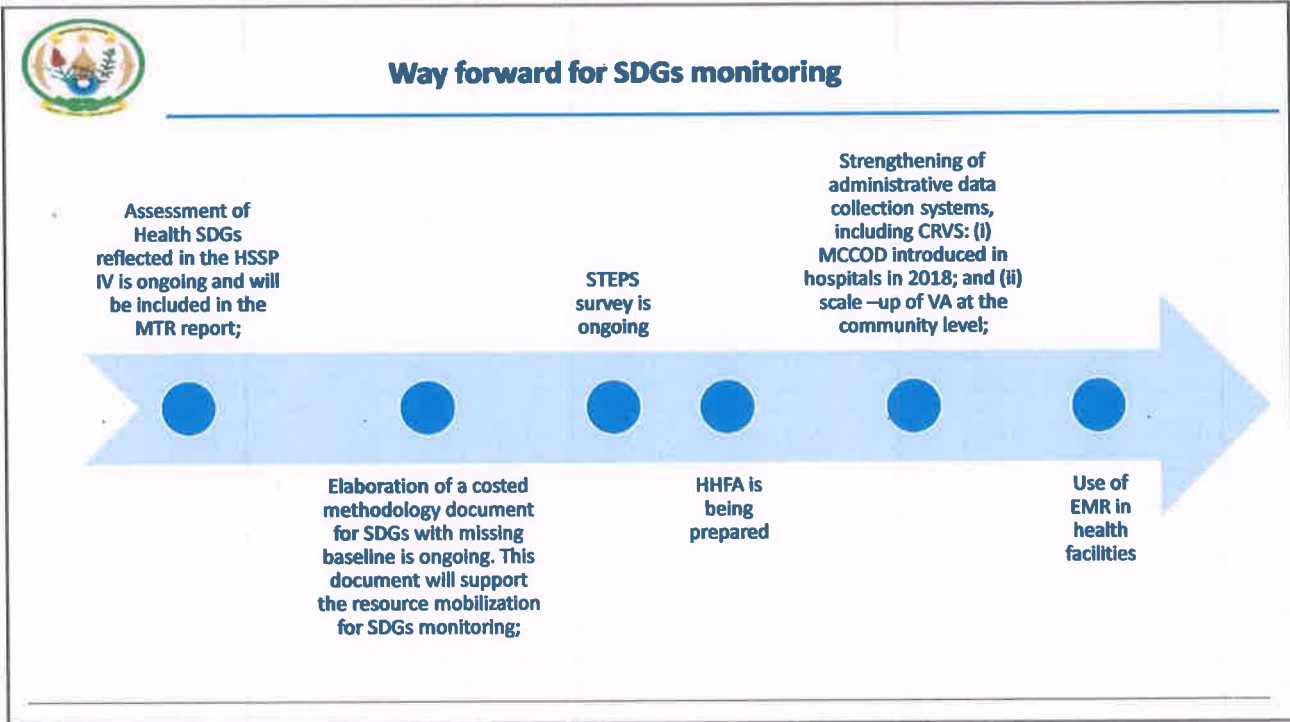 Way forward for SDGs monitoring
Assessment of
Health SDGs
reflected in the HSSP
IV is ongoing and will
be included in the
MTR report;
Elaboration of a costed
methodology document
for SDGs with missing
baseline is ongoing. This
document will support
the resource mobilization
for SDGs monitoring;
STEPS
survey is
ongoing
HHFA is
being
prepared
Strengthening of
administrative data
collection systems,
including CRVS: (i)
MCCOD introduced in
hospitals in 2018; and (ii)
scale –up of VA at the
community level;
Use of
EMR in
health
facilities